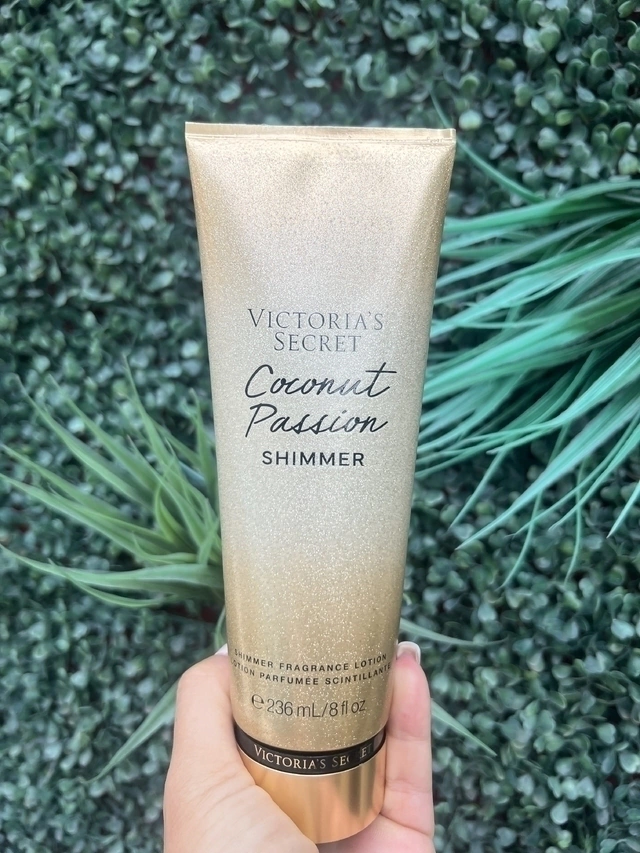 VICTORIA'S
SECRET
Coconut
Passion
SHIMMER
SHIMMER FRAGRANCE LOTION
LOTION PARFUMÉE SCINTILLANTE
℮ 236 mL/8 fl oz
VICTORIA'S SECRET